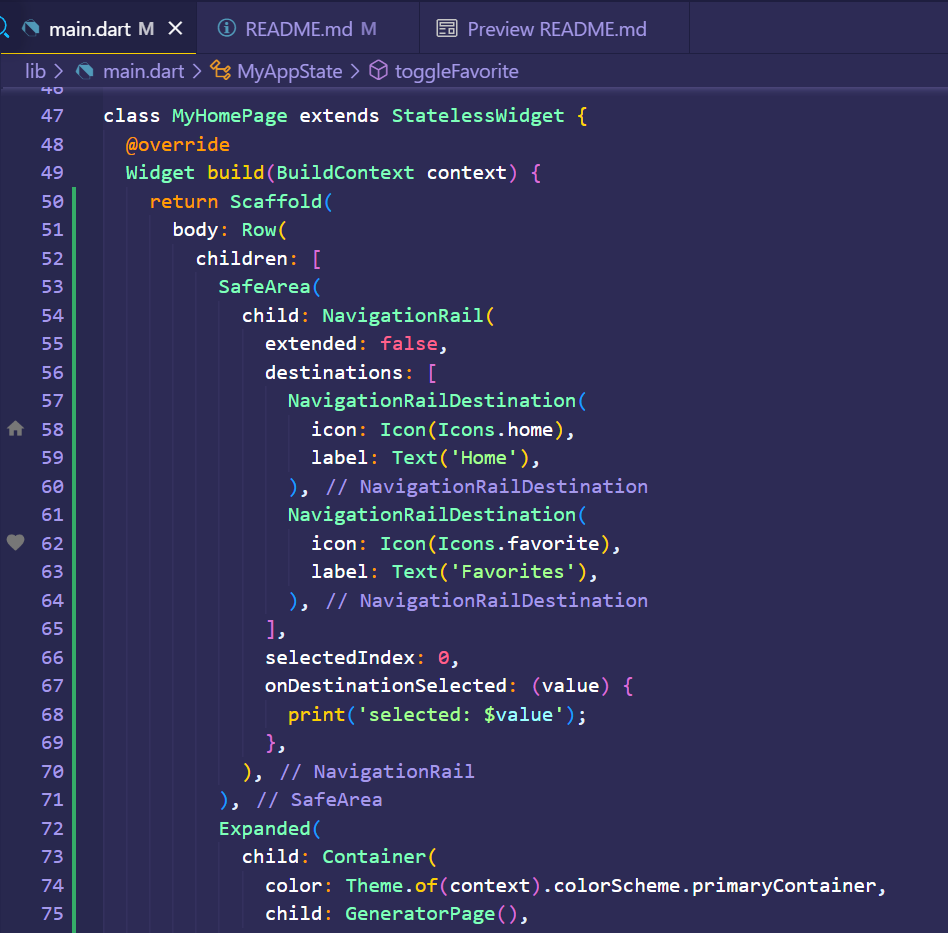 main.dart M
README.md M
Preview README.md
lib > main.dart > MyAppState > toggleFavorite
46
47 class MyHomePage extends StatelessWidget {
48   @override
49   Widget build(BuildContext context) {
50     return Scaffold(
51       body: Row(
52         children: [
53           SafeArea(
54             child: NavigationRail(
55               extended: false,
56               destinations: [
57                 NavigationRailDestination(
58                   icon: Icon(Icons.home),
59                   label: Text('Home'),
60                 ), // NavigationRailDestination
61                 NavigationRailDestination(
62                   icon: Icon(Icons.favorite),
63                   label: Text('Favorites'),
64                 ), // NavigationRailDestination
65               ],
66               selectedIndex: 0,
67               onDestinationSelected: (value) {
68                 print('selected: $value');
69               },
70             ), // NavigationRail
71           ), // SafeArea
72           Expanded(
73             child: Container(
74               color: Theme.of(context).colorScheme.primaryContainer,
75               child: GeneratorPage(),